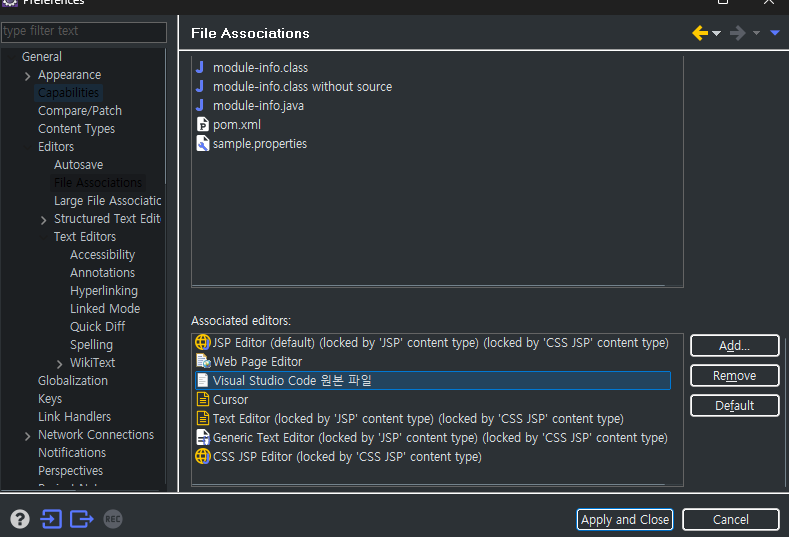 Preferences
type filter text
File Associations
General
Appearance
Capabilities
Compare/Patch
Content Types
Editors
Autosave
File Associations
Large File Associatic
Structured Text Edit
Text Editors
Accessibility
Annotations
Hyperlinking
Linked Mode
Quick Diff
Spelling
WikiText
Globalization
Keys
Link Handlers
Network Connections
Notifications
Perspectives
module-info.class
module-info.class without source
module-info.java
pom.xml
sample.properties
Associated editors:
JSP Editor (default) (locked by 'JSP' content type) (locked by 'CSS JSP' content type)
Web Page Editor
Visual Studio Code 원본 파일
Cursor
Text Editor (locked by 'JSP' content type) (locked by 'CSS JSP' content type)
Generic Text Editor (locked by 'JSP' content type) (locked by 'CSS JSP' content type)
CSS JSP Editor (locked by 'CSS JSP' content type)
Add...
Remove
Default
REC
Apply and Close
Cancel